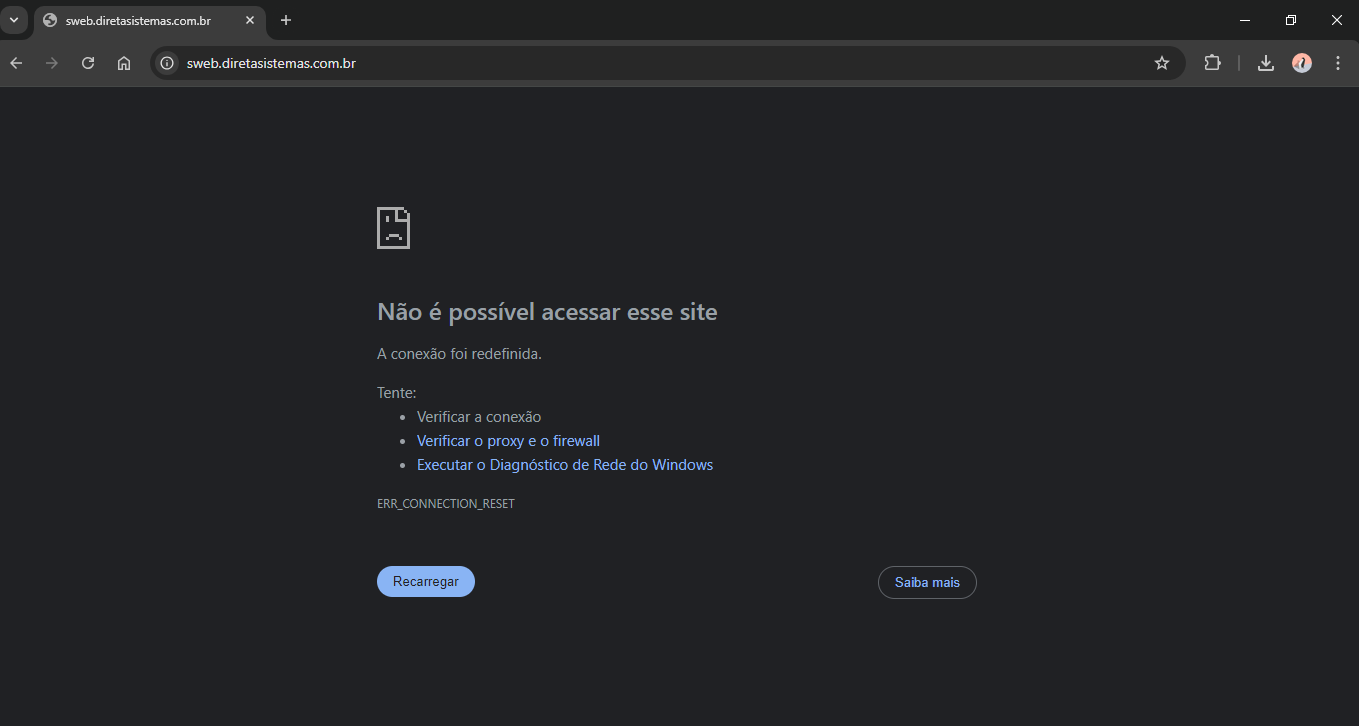 sweb.diretasistemas.com.br
sweb.diretasistemas.com.br
Não é possível acessar esse site
A conexão foi redefinida.
Tente:
• Verificar a conexão
• Verificar o proxy e o firewall
• Executar o Diagnóstico de Rede do Windows
ERR_CONNECTION_RESET
Recarregar
Saiba mais